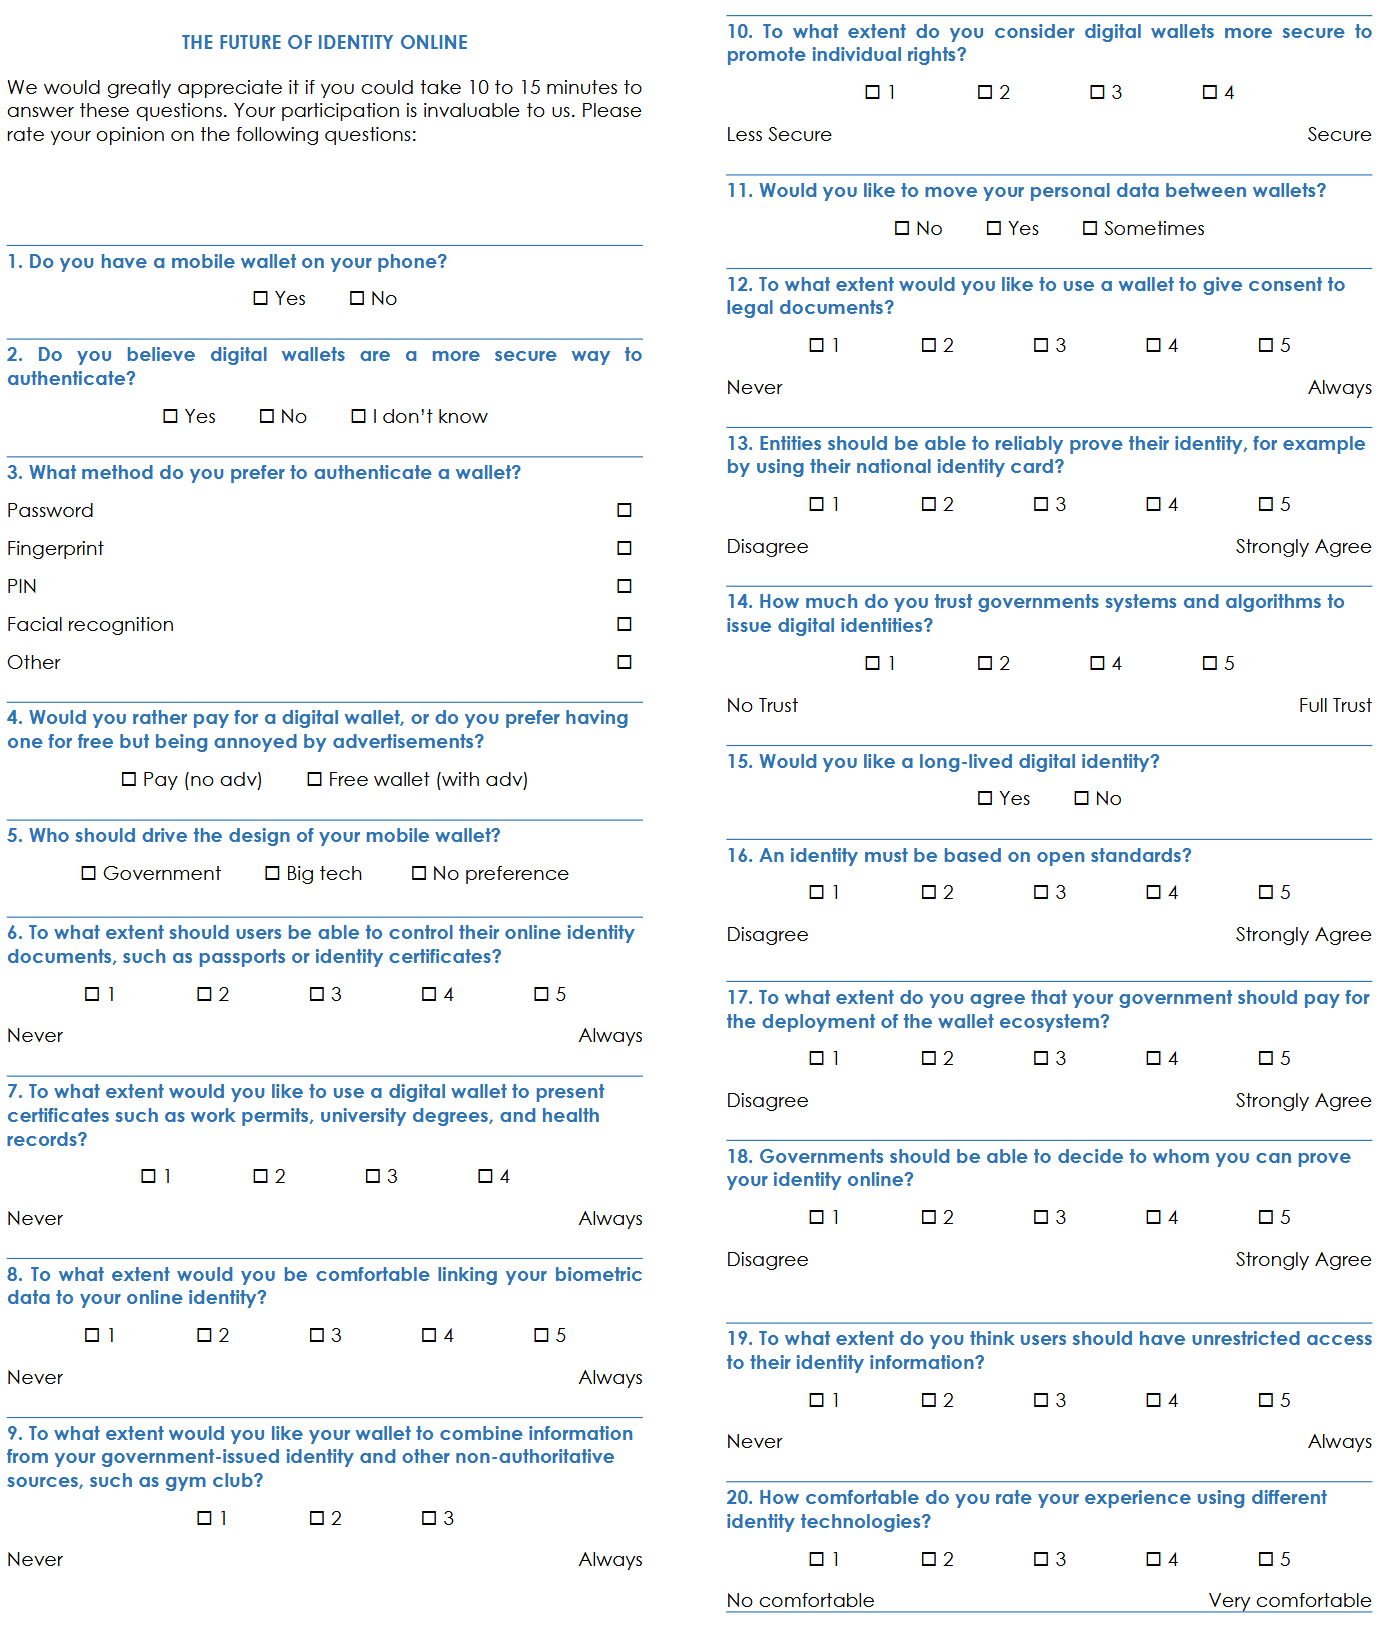 THE FUTURE OF IDENTITY ONLINE
We would greatly appreciate it if you could take 10 to 15 minutes to
answer these questions. Your participation is invaluable to us. Please
rate your opinion on the following questions:
1. Do you have a mobile wallet on your phone?
☐ Yes ☐ No
2. Do you believe digital wallets are a more secure way to
authenticate?
☐ Yes ☐ No ☐ I don’t know
3. What method do you prefer to authenticate a wallet?
Password ☐
Fingerprint ☐
PIN ☐
Facial recognition ☐
Other ☐
4. Would you rather pay for a digital wallet, or do you prefer having
one for free but being annoyed by advertisements?
☐ Pay (no adv) ☐ Free wallet (with adv)
5. Who should drive the design of your mobile wallet?
☐ Government ☐ Big tech ☐ No preference
6. To what extent should users be able to control their online identity
documents, such as passports or identity certificates?
☐ 1 ☐ 2 ☐ 3 ☐ 4 ☐ 5
Never Always
7. To what extent would you like to use a digital wallet to present
certificates such as work permits, university degrees, and health
records?
☐ 1 ☐ 2 ☐ 3 ☐ 4
Never Always
8. To what extent would you be comfortable linking your biometric
data to your online identity?
☐ 1 ☐ 2 ☐ 3 ☐ 4 ☐ 5
Never Always
9. To what extent would you like your wallet to combine information
from your government-issued identity and other non-authoritative
sources, such as gym club?
☐ 1 ☐ 2 ☐ 3
Never Always
10. To what extent do you consider digital wallets more secure to
promote individual rights?
☐ 1 ☐ 2 ☐ 3 ☐ 4
Less Secure Secure
11. Would you like to move your personal data between wallets?
☐ No ☐ Yes ☐ Sometimes
12. To what extent would you like to use a wallet to give consent to
legal documents?
☐ 1 ☐ 2 ☐ 3 ☐ 4 ☐ 5
Never Always
13. Entities should be able to reliably prove their identity, for example
by using their national identity card?
☐ 1 ☐ 2 ☐ 3 ☐ 4 ☐ 5
Disagree Strongly Agree
14. How much do you trust governments systems and algorithms to
issue digital identities?
☐ 1 ☐ 2 ☐ 4 ☐ 5
No Trust Full Trust
15. Would you like a long-lived digital identity?
☐ Yes ☐ No
16. An identity must be based on open standards?
☐ 1 ☐ 2 ☐ 3 ☐ 4 ☐ 5
Disagree Strongly Agree
17. To what extent do you agree that your government should pay for
the deployment of the wallet ecosystem?
☐ 1 ☐ 2 ☐ 3 ☐ 4 ☐ 5
Disagree Strongly Agree
18. Governments should be able to decide to whom you can prove
your identity online?
☐ 1 ☐ 2 ☐ 3 ☐ 4 ☐ 5
Disagree Strongly Agree
19. To what extent do you think users should have unrestricted access
to their identity information?
☐ 1 ☐ 2 ☐ 3 ☐ 4 ☐ 5
Never Always
20. How comfortable do you rate your experience using different
identity technologies?
☐ 1 ☐ 2 ☐ 3 ☐ 4 ☐ 5
No comfortable Very comfortable